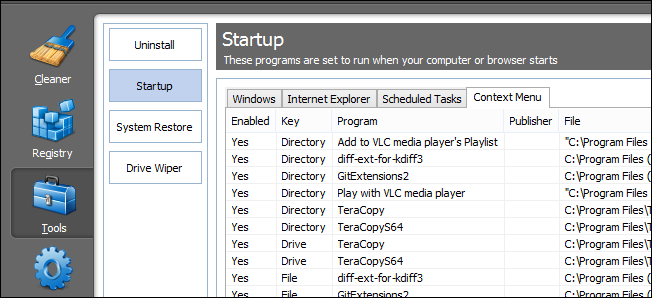 Cleaner
Registry
Tools
Uninstall
Startup
System Restore
Drive Wiper
Startup
These programs are set to run when your computer or browser starts
Windows Internet Explorer Scheduled Tasks Context Menu
Enabled Key Program Publisher File
Yes Directory Add to VLC media player's Playlist "C:\Program Files
Yes Directory diff-ext-for-kdiff3 C:\Program Files (
Yes Directory GitExtensions2 C:\Program Files (
Yes Directory Play with VLC media player "C:\Program Files
Yes Directory TeraCopy C:\Program Files\T
Yes Directory TeraCopyS64 C:\Program Files\T
Yes Drive TeraCopy C:\Program Files\T
Yes Drive TeraCopyS64 C:\Program Files\T
Yes File diff-ext-for-kdiff3 C:\Program Files (
Yes File GitExtensions2 C:\Program Files (